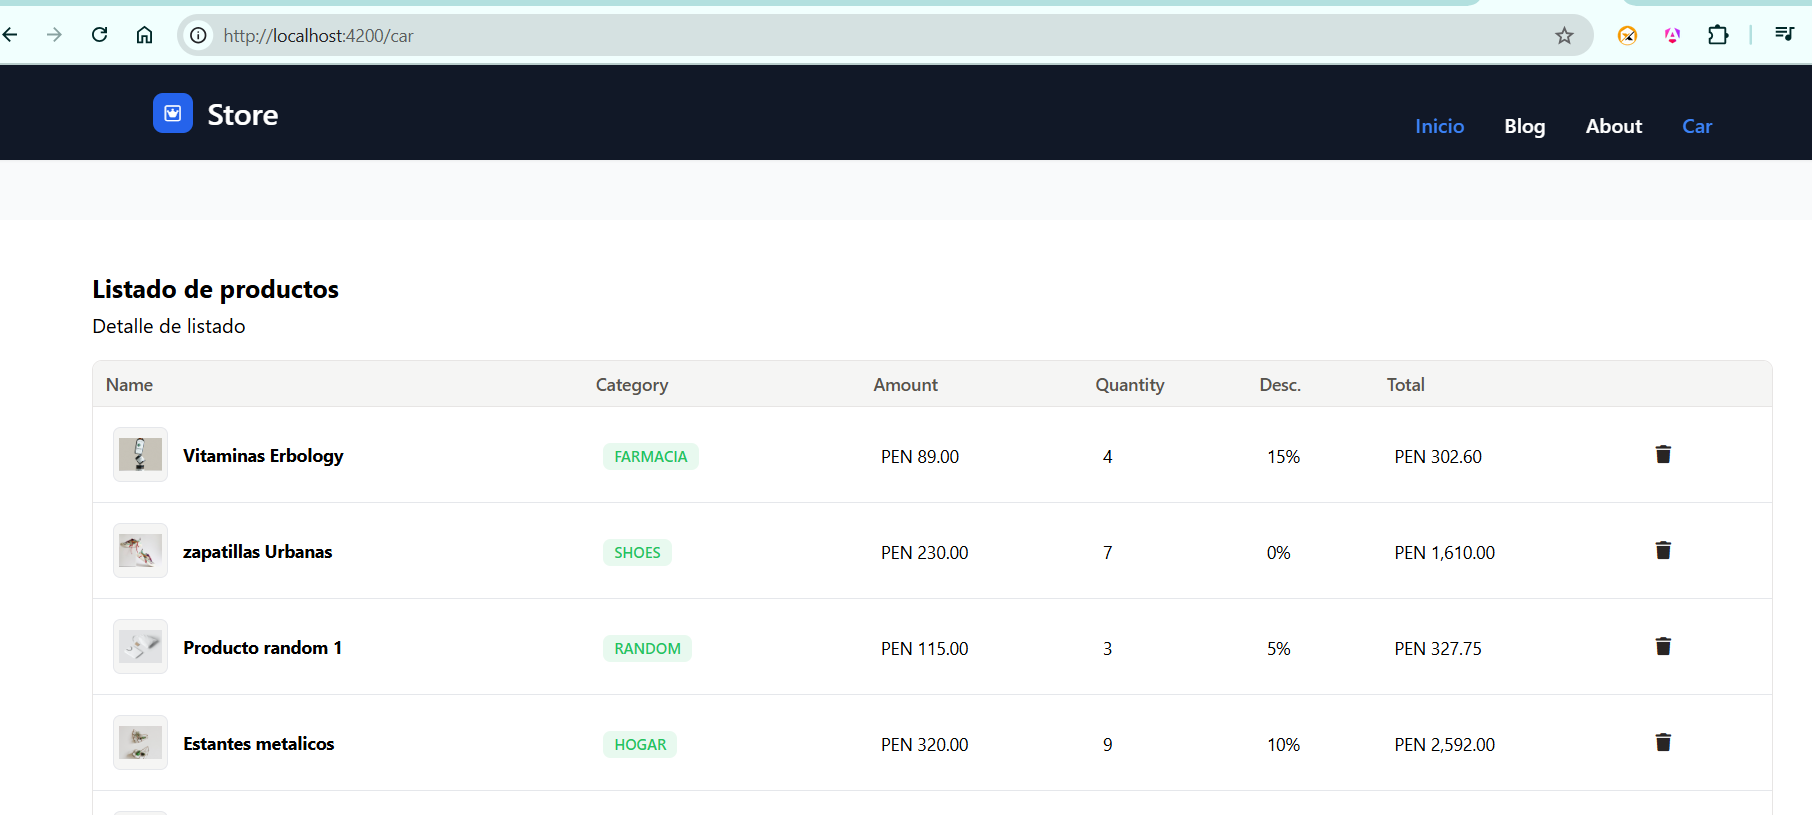 http://localhost:4200/car
Store
Inicio Blog About Car
Listado de productos
Detalle de listado
Name Category Amount Quantity Desc. Total
Vitaminas Erbology FARMACIA PEN 89.00 4 15% PEN 302.60
zapatillas Urbanas SHOES PEN 230.00 7 0% PEN 1,610.00
Producto random 1 RANDOM PEN 115.00 3 5% PEN 327.75
Estantes metalicos HOGAR PEN 320.00 9 10% PEN 2,592.00